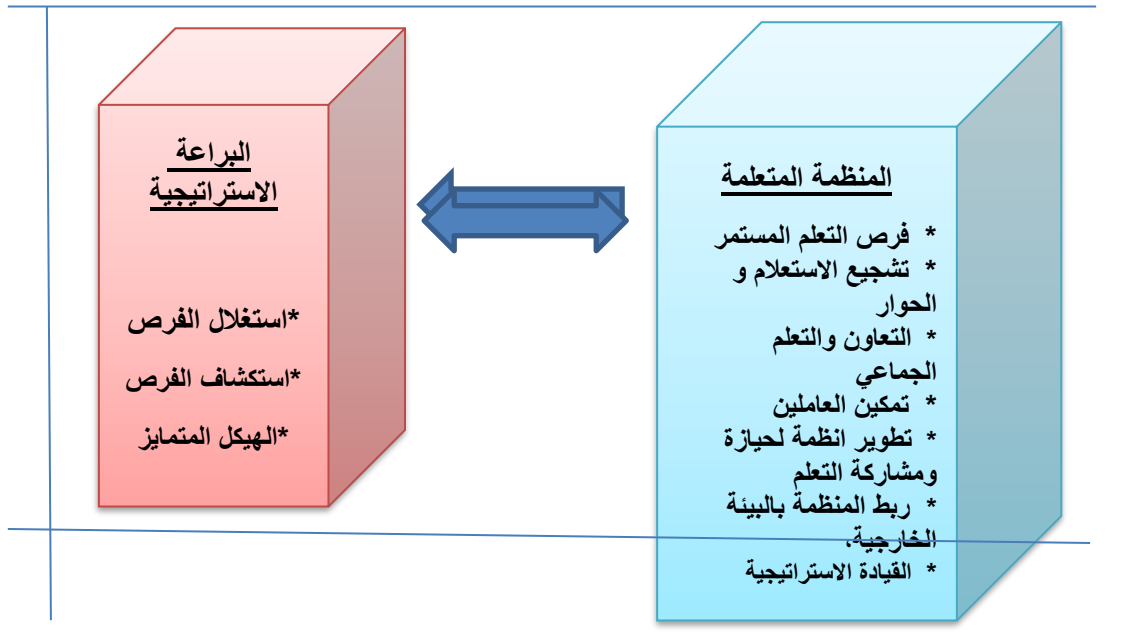 المنظمة المتعلمة
* فرص التعلم المستمر
* تشجيع الاستعلام و
الحوار
* التعاون والتعلم
الجماعي
* تمكين العاملين
* تطوير انظمة لحيازة
ومشاركة التعلم
* ربط المنظمة بالبيئة
الخارجية،
* القيادة الاستراتيجية
البراعة
الاستراتيجية
*استغلال الفرص
*استكشاف الفرص
*الهيكل المتمايز